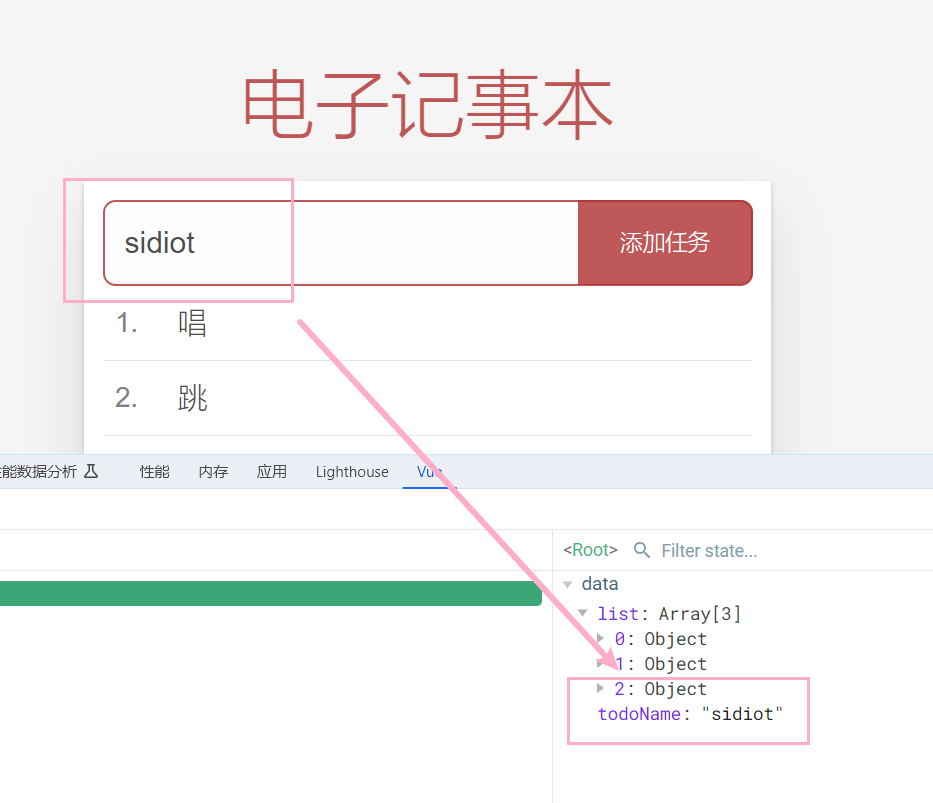 电子记事本
sidiot
添加任务
1. 唱
2. 跳
能数据分析 性能 内存 应用 Lighthouse Vue
<Root> Filter state...
data
list: Array[3]
0: Object
1: Object
2: Object
todoName: "sidiot"